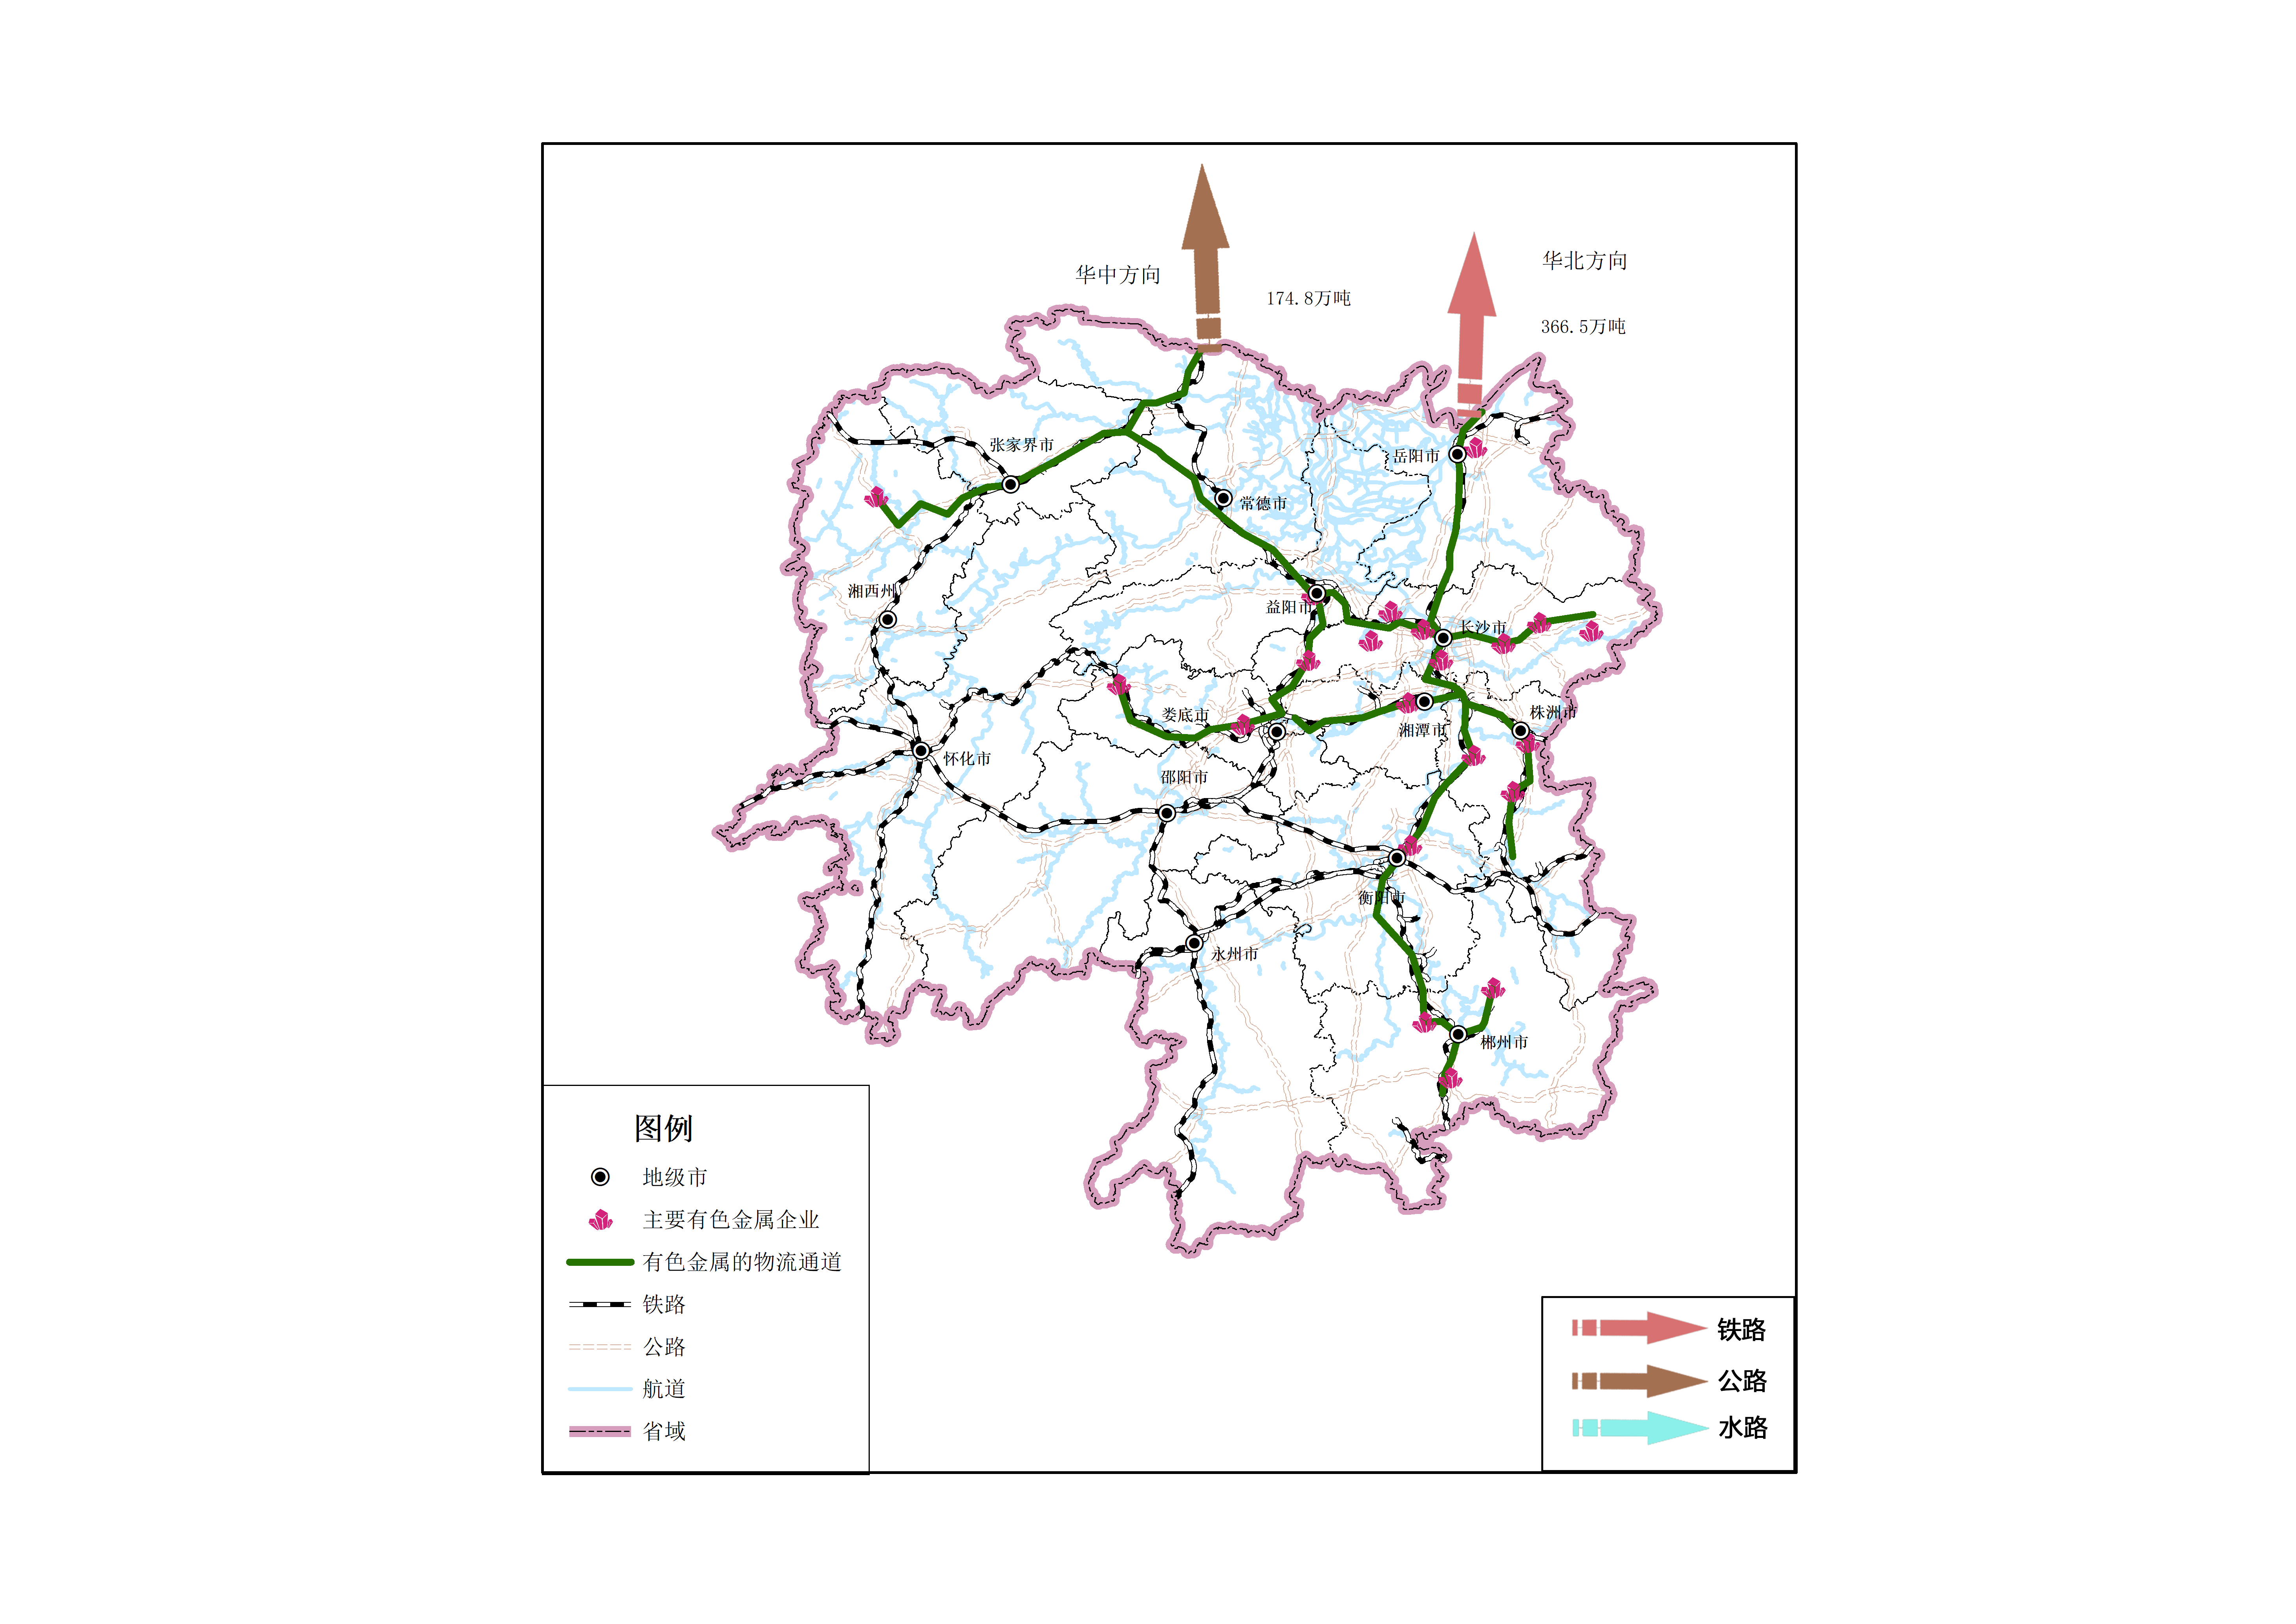 华中方向
华北方向
174.8万吨
366.5万吨
张家界市
岳阳市
常德市
湘西州
益阳市
长沙市
娄底市
株洲市
湘潭市
怀化市
邵阳市
衡阳市
永州市
郴州市
图例
地级市
主要有色金属企业
有色金属的物流通道
铁路
公路
航道
省域
铁路
公路
水路